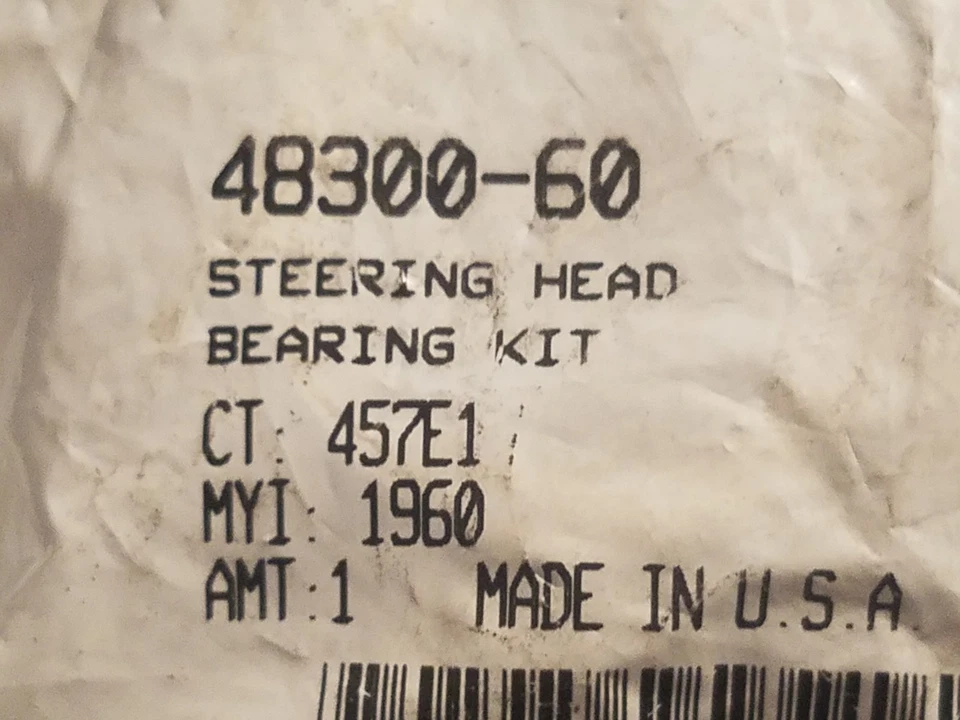 48300-60
STEERING HEAD
BEARING KIT
CT: 457E1
MYI: 1960
AMT:1 MADE IN U.S.A.